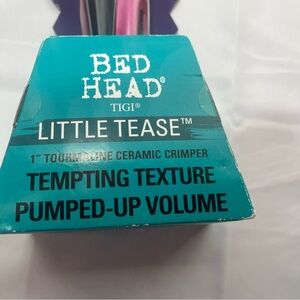 BED
HEAD®
TIGI®
LITTLE TEASE™
1" TOURMALINE CERAMIC CRIMPER
TEMPTING TEXTURE
PUMPED-UP VOLUME